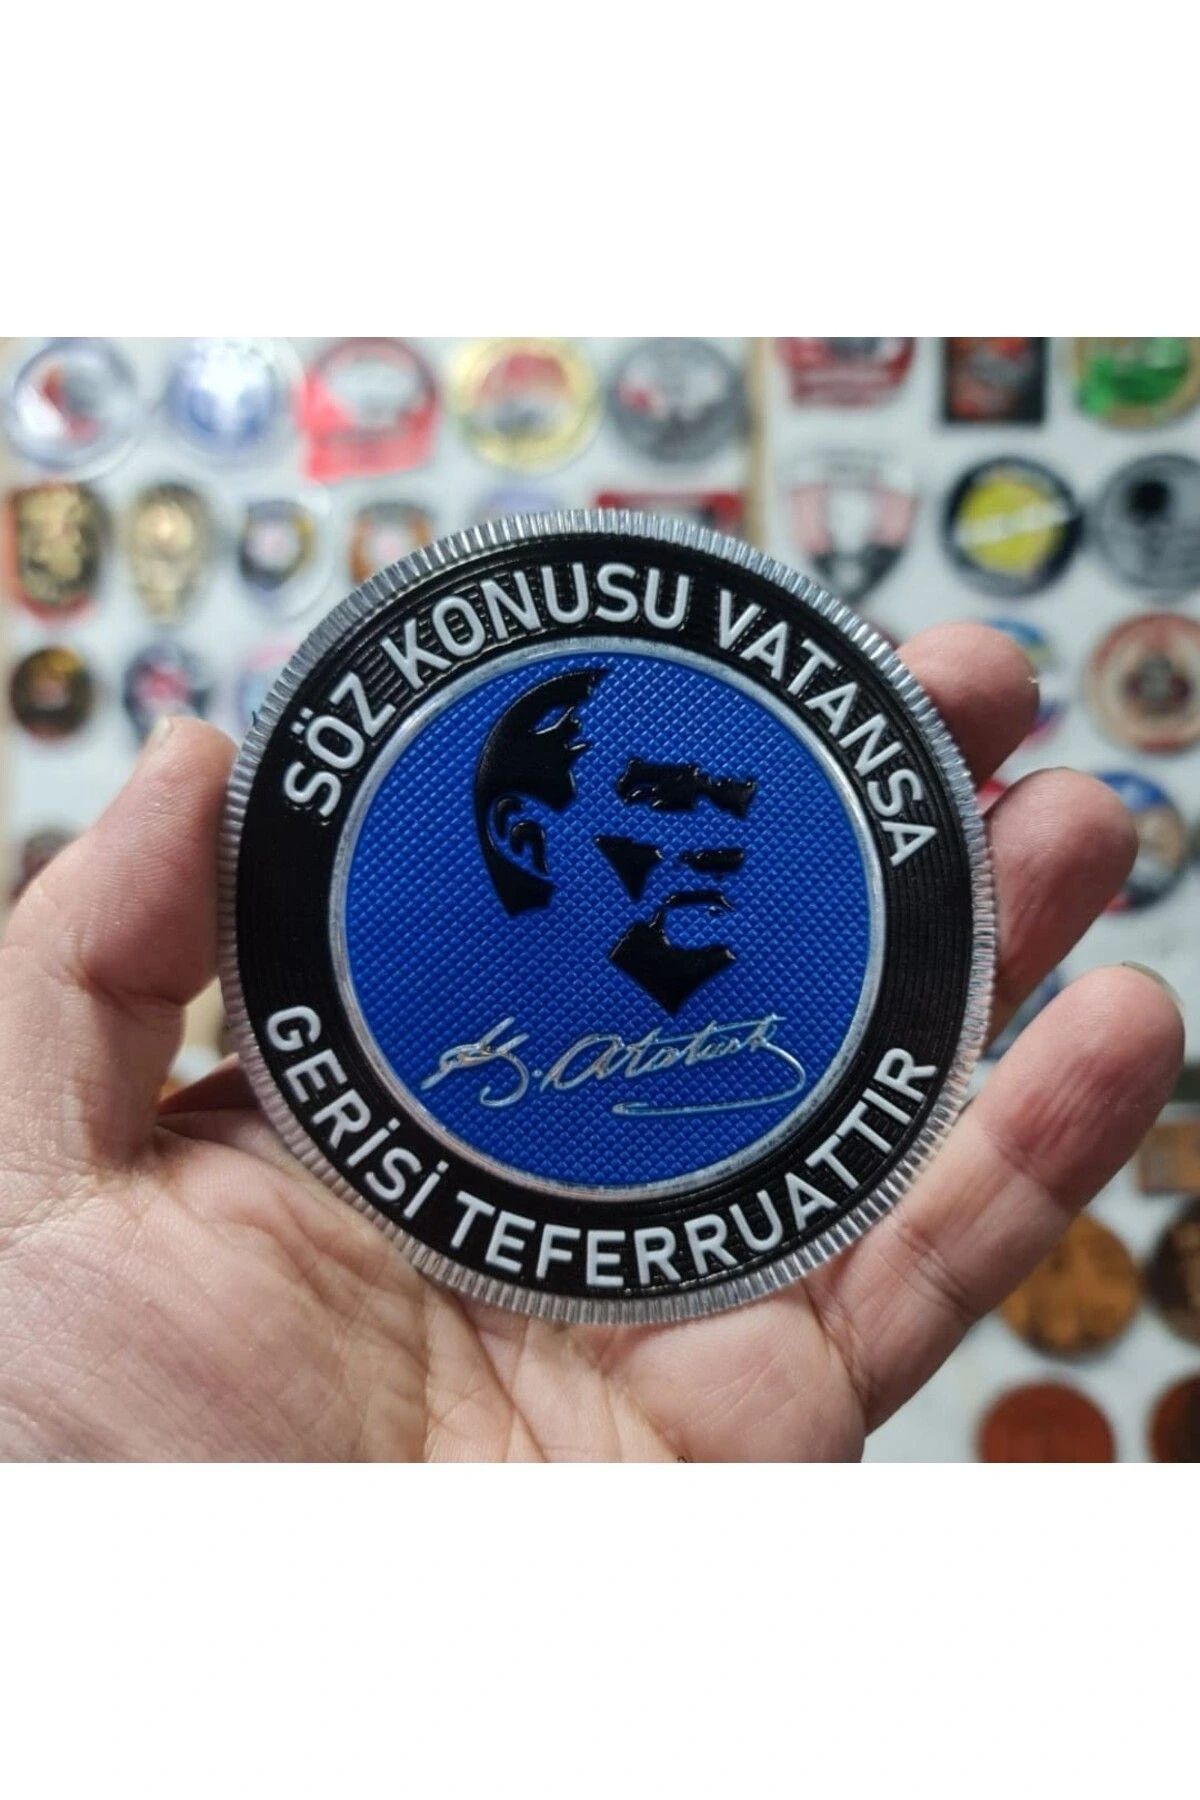 SÖZ KONUSU VATANSA
K. Atatürk
GERİSİ TEFERRUATTIR